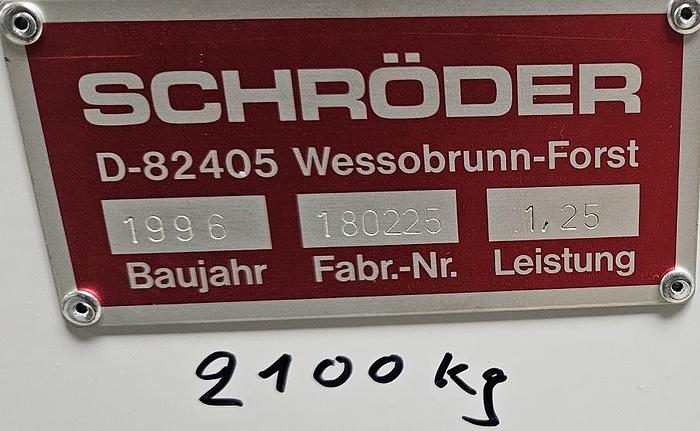 SCHRÖDER
D-82405 Wessobrunn-Forst
1996 180225 1,25
Baujahr Fabr.-Nr. Leistung
2100 kg